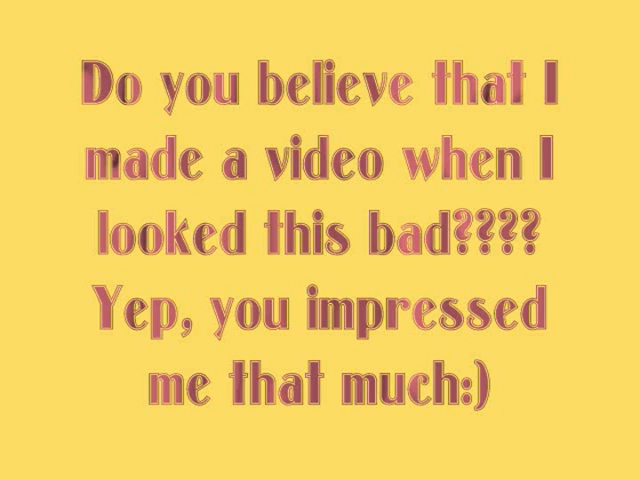 Do you believe that I
made a video when I
looked this bad????
Yep, you impressed
me that much:)